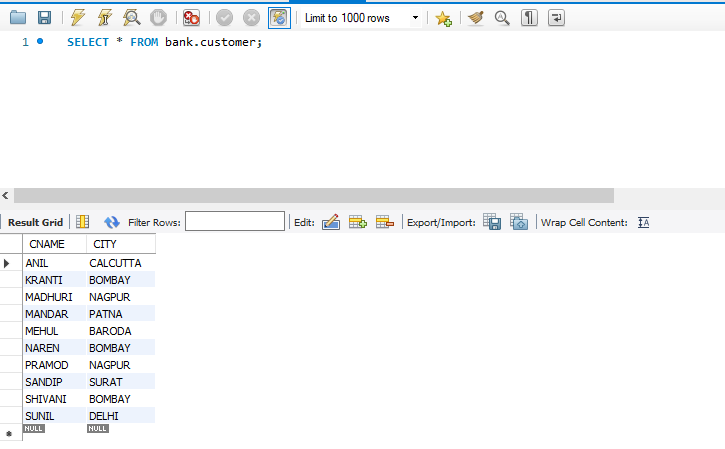 Limit to 1000 rows
1 SELECT * FROM bank.customer;
Result Grid Filter Rows: Edit: Export/Import: Wrap Cell Content:
CNAME CITY
ANIL CALCUTTA
KRANTI BOMBAY
MADHURI NAGPUR
MANDAR PATNA
MEHUL BARODA
NAREN BOMBAY
PRAMOD NAGPUR
SANDIP SURAT
SHIVANI BOMBAY
SUNIL DELHI
NULL NULL